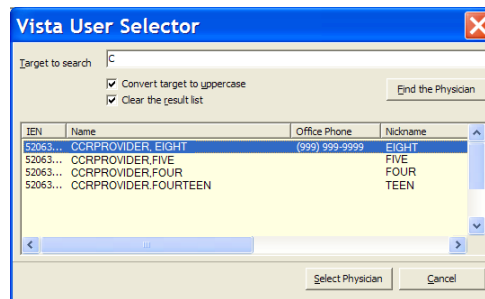 Vista User Selector
Target to search C
Convert target to uppercase
Clear the result list
Find the Physician
IEN Name Office Phone Nickname
52063... CCRPROVIDER, EIGHT (999) 999-9999 EIGHT
52063... CCRPROVIDER,FIVE FIVE
52063... CCRPROVIDER,FOUR FOUR
52063... CCRPROVIDER.FOURTEEN TEEN
Select Physician Cancel